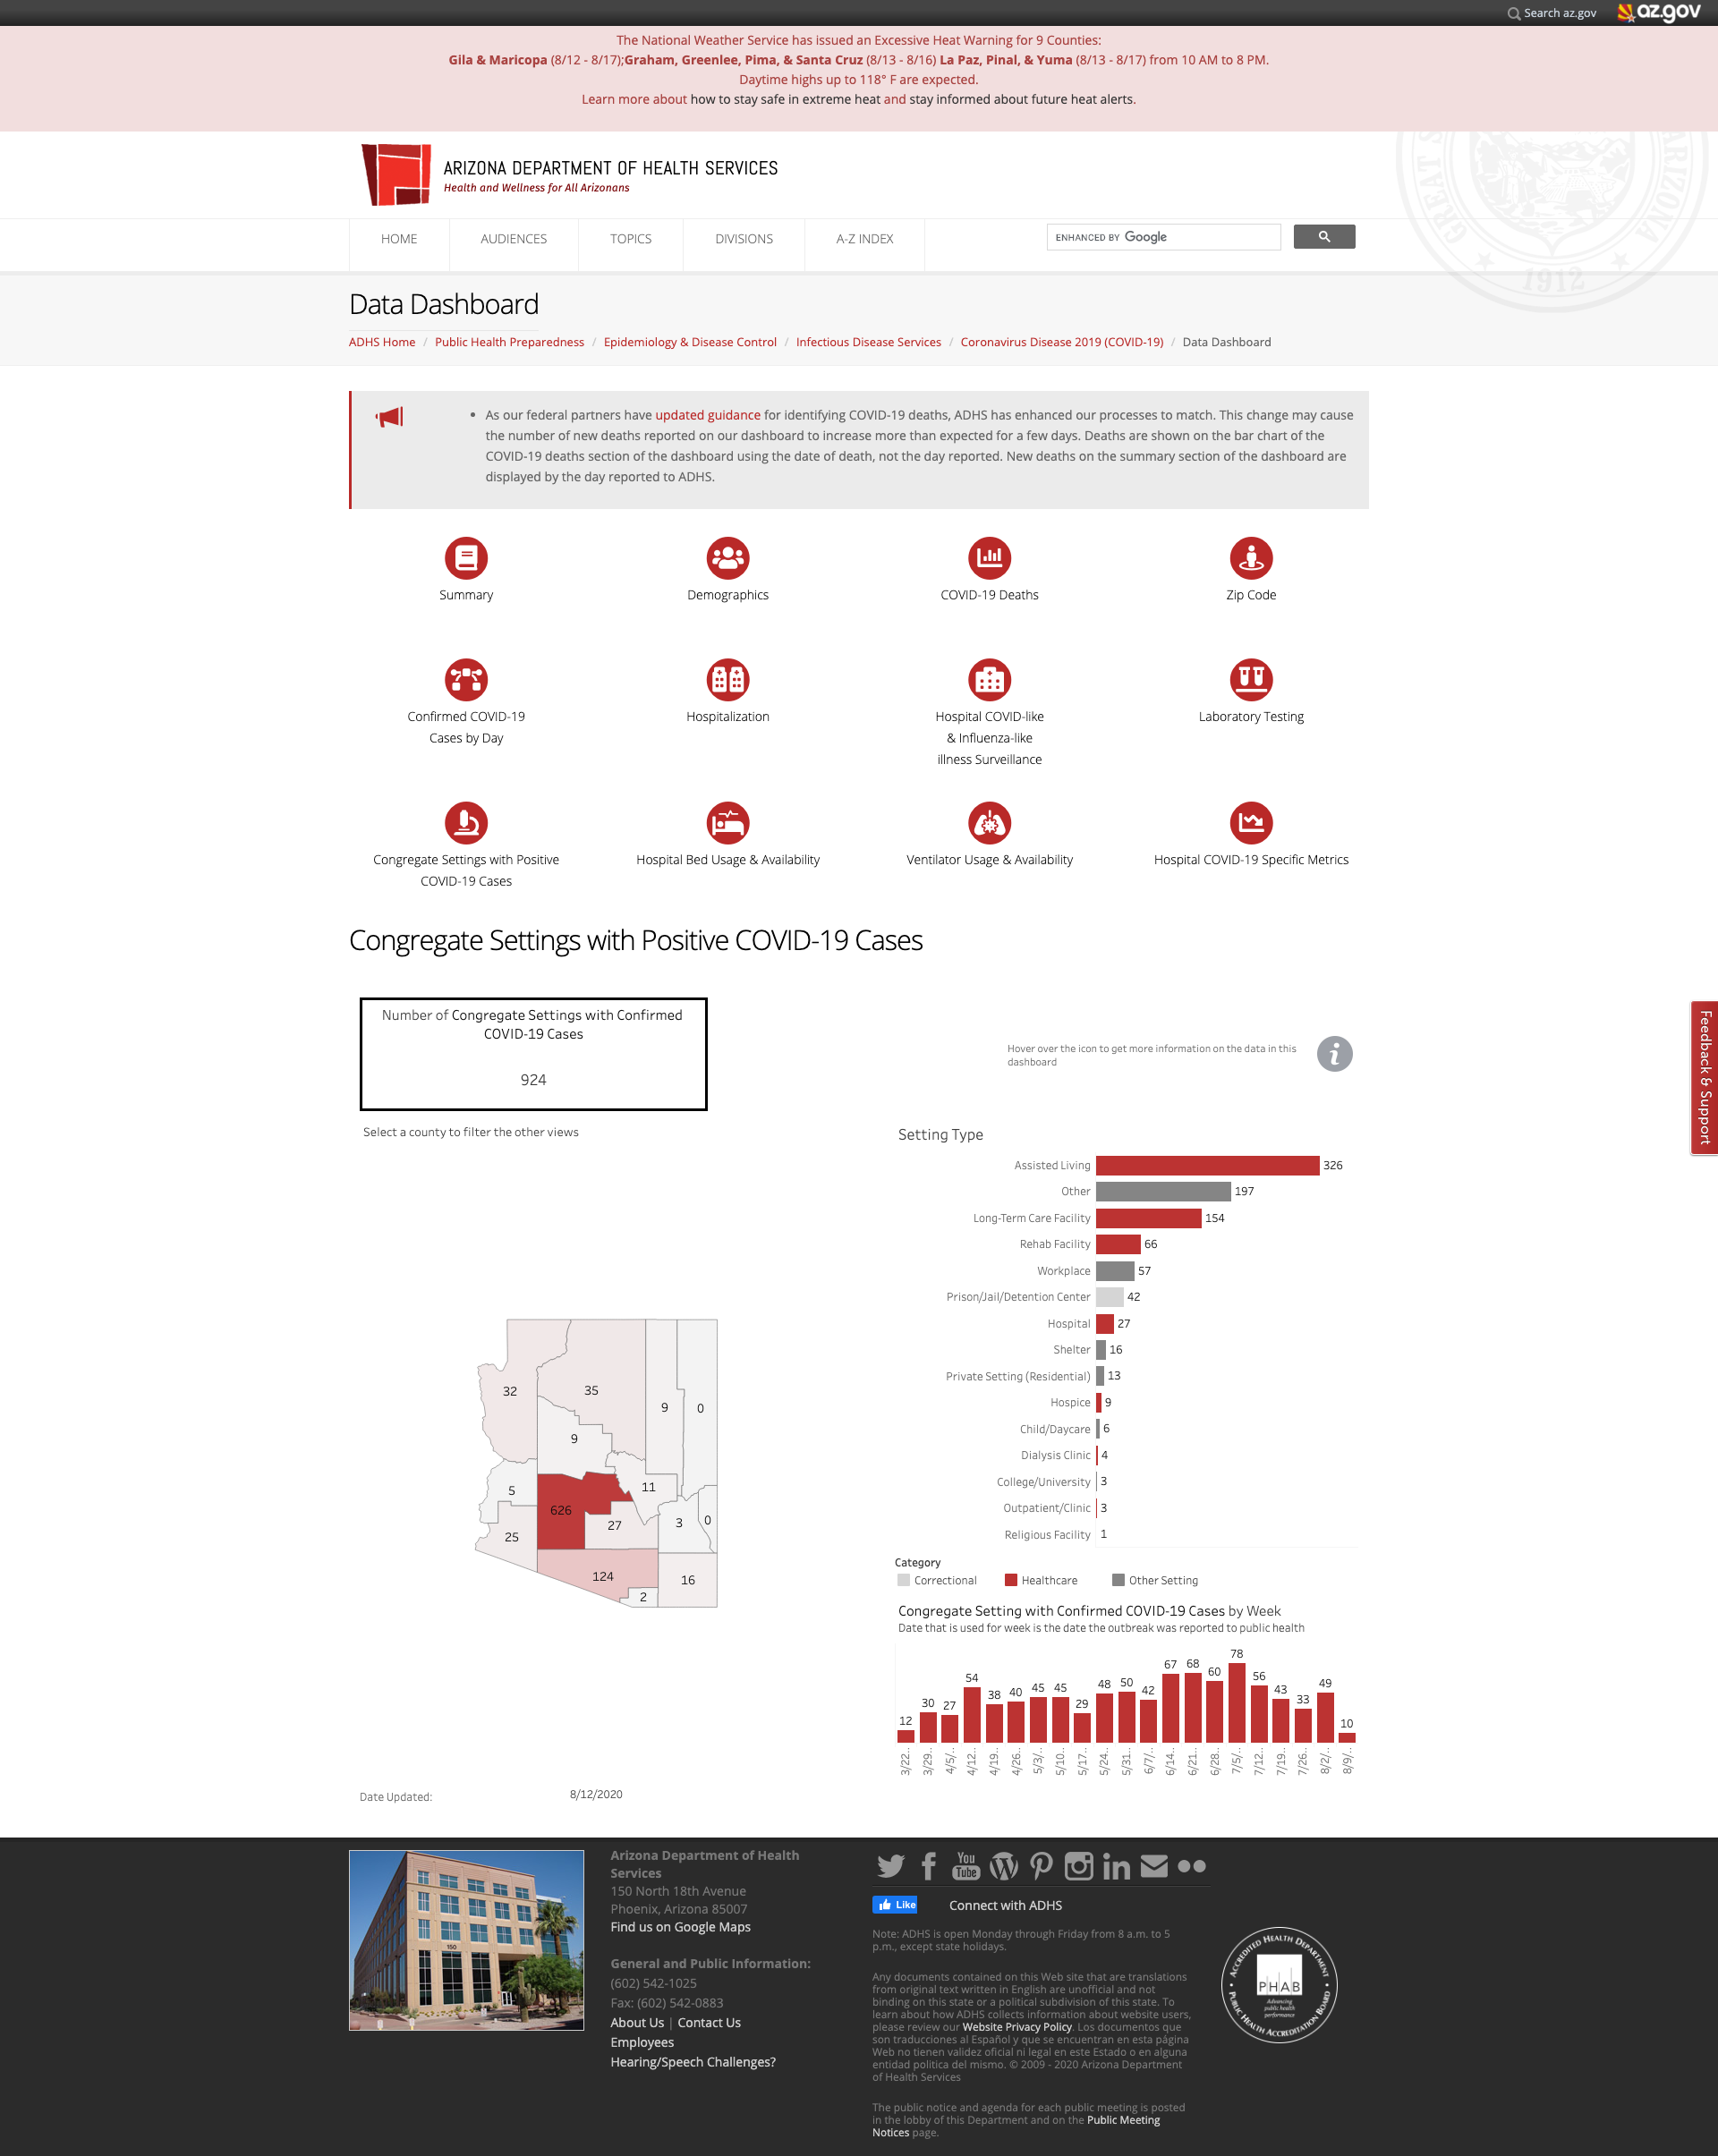 Search az.gov
az.gov
The National Weather Service has issued an Excessive Heat Warning for 9 Counties:
Gila & Maricopa (8/12 - 8/17);Graham, Greenlee, Pima, & Santa Cruz (8/13 - 8/16) La Paz, Pinal, & Yuma (8/13 - 8/17) from 10 AM to 8 PM.
Daytime highs up to 118° F are expected.
Learn more about how to stay safe in extreme heat and stay informed about future heat alerts.
ARIZONA DEPARTMENT OF HEALTH SERVICES
Health and Wellness for All Arizonans
HOME AUDIENCES TOPICS DIVISIONS A-Z INDEX
ENHANCED BY Google
GREAT ARIZONA
1912
Data Dashboard
ADHS Home / Public Health Preparedness / Epidemiology & Disease Control / Infectious Disease Services / Coronavirus Disease 2019 (COVID-19) / Data Dashboard
• As our federal partners have updated guidance for identifying COVID-19 deaths, ADHS has enhanced our processes to match. This change may cause
the number of new deaths reported on our dashboard to increase more than expected for a few days. Deaths are shown on the bar chart of the
COVID-19 deaths section of the dashboard using the date of death, not the day reported. New deaths on the summary section of the dashboard are
displayed by the day reported to ADHS.
Summary
Demographics
COVID-19 Deaths
Zip Code
Confirmed COVID-19
Cases by Day
Hospitalization
Hospital COVID-like
& Influenza-like
illness Surveillance
Laboratory Testing
Congregate Settings with Positive
COVID-19 Cases
Hospital Bed Usage & Availability
Ventilator Usage & Availability
Hospital COVID-19 Specific Metrics
Congregate Settings with Positive COVID-19 Cases
Number of Congregate Settings with Confirmed
COVID-19 Cases
924
Hover over the icon to get more information on the data in this
dashboard
i
Feedback & Support
Select a county to filter the other views
32
35
9
0
9
5
626
11
25
27
3
0
124
16
2
Setting Type
Assisted Living 326
Other 197
Long-Term Care Facility 154
Rehab Facility 66
Workplace 57
Prison/Jail/Detention Center 42
Hospital 27
Shelter 16
Private Setting (Residential) 13
Hospice 9
Child/Daycare 6
Dialysis Clinic 4
College/University 3
Outpatient/Clinic 3
Religious Facility 1
Category
Correctional Healthcare Other Setting
Congregate Setting with Confirmed COVID-19 Cases by Week
Date that is used for week is the date the outbreak was reported to public health
12 30 27 54 38 40 45 45 29 48 50 42 67 68 60 78 56 43 33 49 10
3/22.. 3/29.. 4/5/.. 4/12.. 4/19.. 4/26.. 5/3/.. 5/10.. 5/17.. 5/24.. 5/31.. 6/7/.. 6/14.. 6/21.. 6/28.. 7/5/.. 7/12.. 7/19.. 7/26.. 8/2/.. 8/9/..
Date Updated: 8/12/2020
150
Arizona Department of Health
Services
150 North 18th Avenue
Phoenix, Arizona 85007
Find us on Google Maps
General and Public Information:
(602) 542-1025
Fax: (602) 542-0883
About Us | Contact Us
Employees
Hearing/Speech Challenges?
You
Tube
Like
Connect with ADHS
Note: ADHS is open Monday through Friday from 8 a.m. to 5
p.m., except state holidays.
Any documents contained on this Web site that are translations
from original text written in English are unofficial and not
binding on this state or a political subdivision of this state. To
learn about how ADHS collects information about website users,
please review our Website Privacy Policy. Los documentos que
son traducciones al Español y que se encuentran en esta página
Web no tienen validez oficial ni legal en este Estado o en alguna
entidad política del mismo. © 2009 - 2020 Arizona Department
of Health Services
The public notice and agenda for each public meeting is posted
in the lobby of this Department and on the Public Meeting
Notices page.
ACCREDITED HEALTH DEPARTMENT
PHAB
Advancing
public health
performance
PUBLIC HEALTH ACCREDITATION BOARD